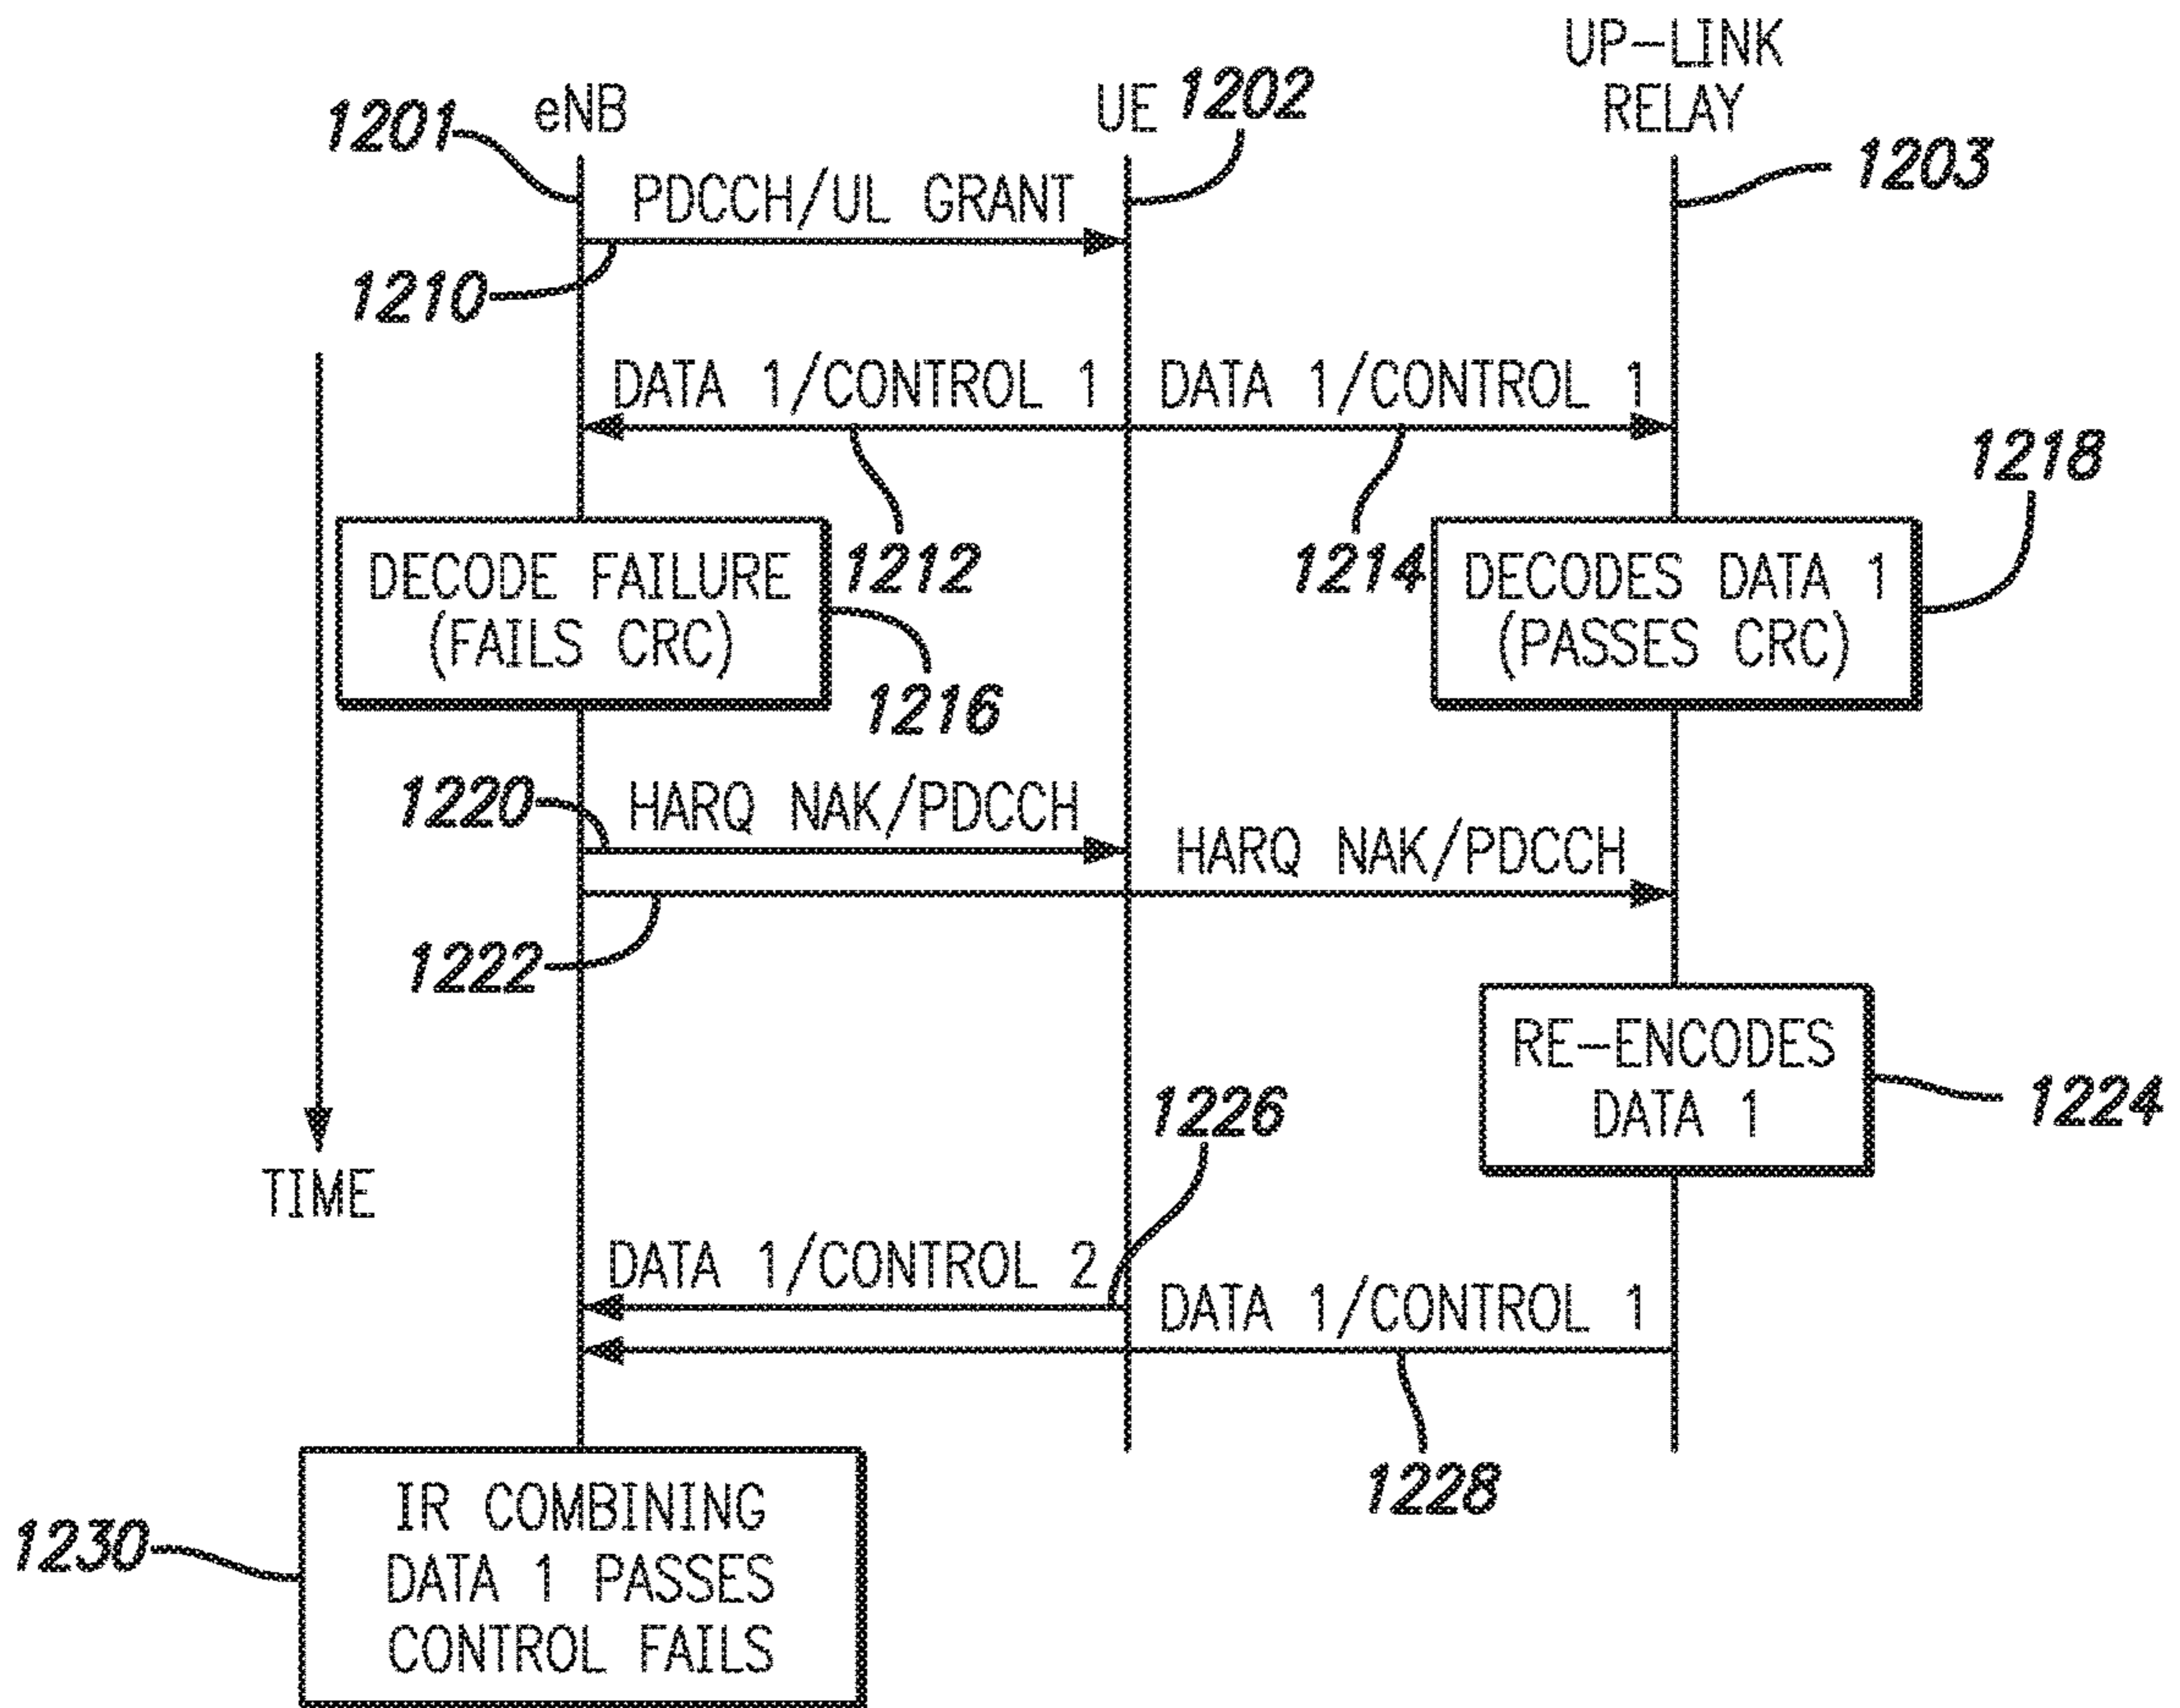 UP-LINK
RELAY
eNB
UE
1201
1202
1203
PDCCH/UL GRANT
1210
DATA 1/CONTROL 1
DATA 1/CONTROL 1
1218
1212
1214
DECODE FAILURE
(FAILS CRC)
DECODES DATA 1
(PASSES CRC)
1216
1220
HARQ NAK/PDCCH
HARQ NAK/PDCCH
1222
RE-ENCODES
DATA 1
1224
1226
TIME
DATA 1/CONTROL 2
DATA 1/CONTROL 1
1228
1230
IR COMBINING
DATA 1 PASSES
CONTROL FAILS